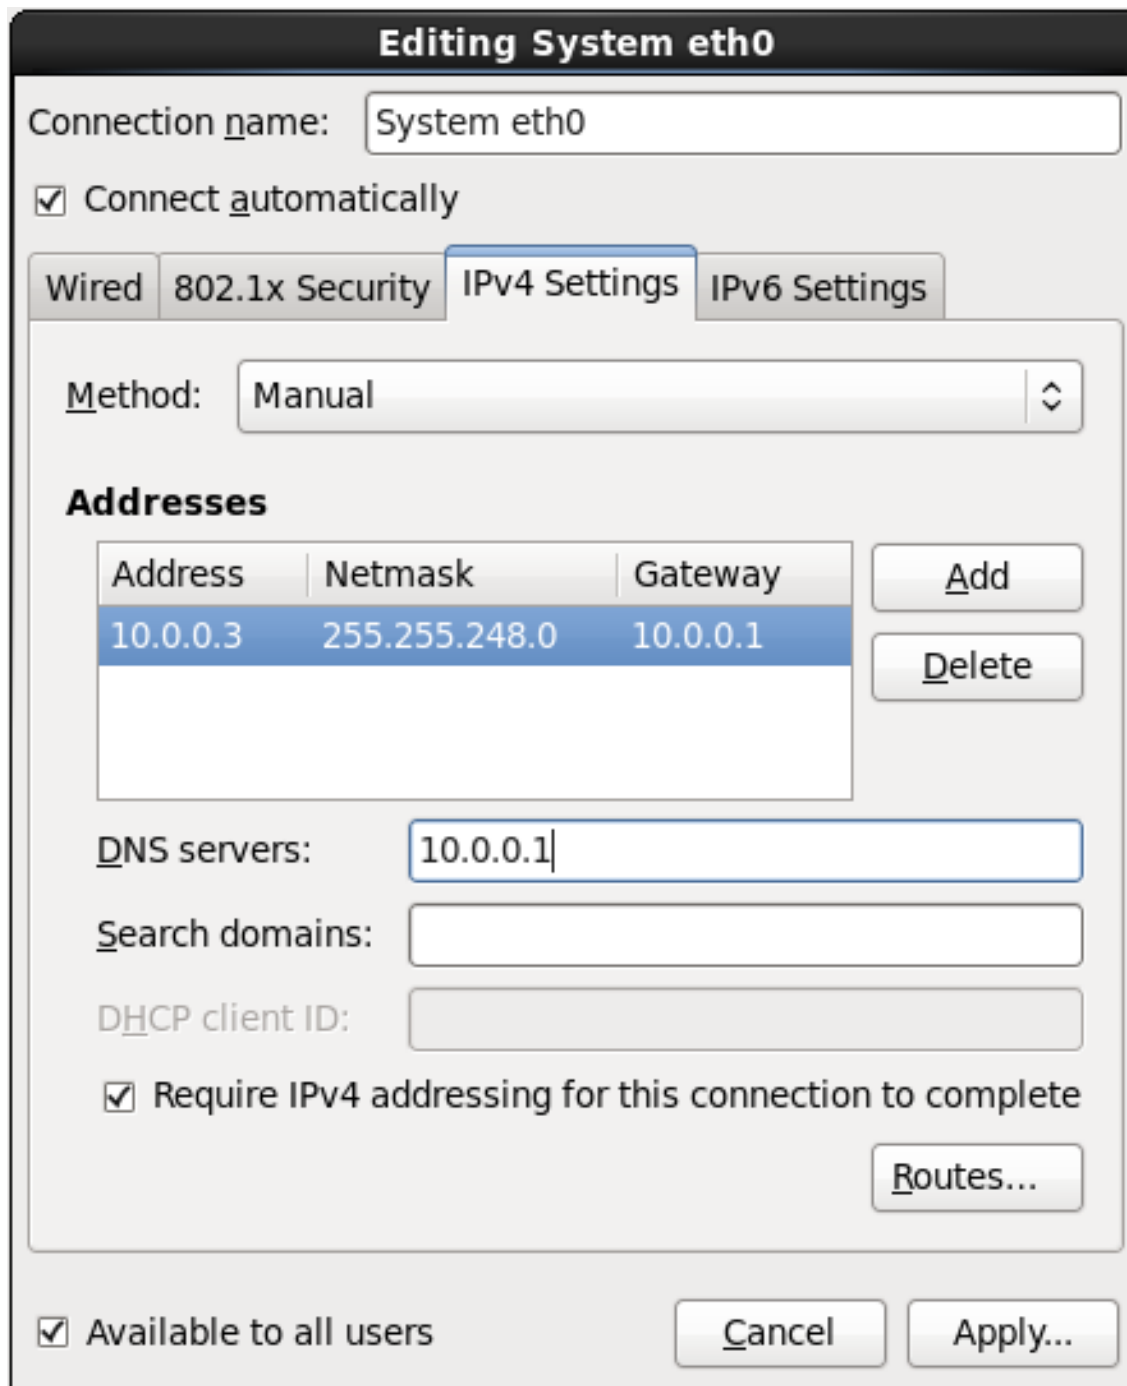 Editing System eth0
Connection name: System eth0
Connect automatically
Wired 802.1x Security IPv4 Settings IPv6 Settings
Method: Manual
Addresses
Address Netmask Gateway Add
10.0.0.3 255.255.248.0 10.0.0.1
Delete
DNS servers: 10.0.0.1
Search domains:
DHCP client ID:
Require IPv4 addressing for this connection to complete
Routes...
Available to all users Cancel Apply...